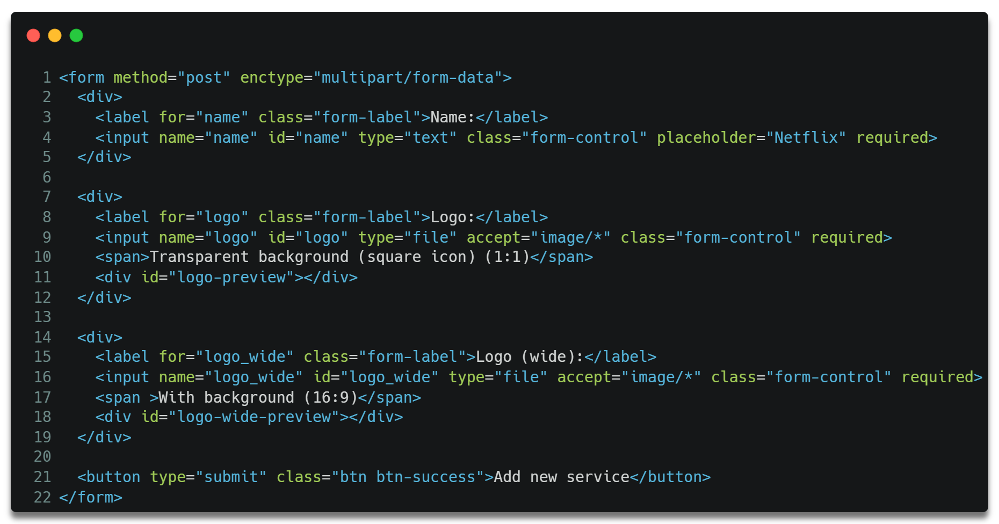 1 <form method="post" enctype="multipart/form-data">
2   <div>
3     <label for="name" class="form-label">Name:</label>
4     <input name="name" id="name" type="text" class="form-control" placeholder="Netflix" required>
5   </div>
6
7   <div>
8     <label for="logo" class="form-label">Logo:</label>
9     <input name="logo" id="logo" type="file" accept="image/*" class="form-control" required>
10     <span>Transparent background (square icon) (1:1)</span>
11     <div id="logo-preview"></div>
12   </div>
13
14   <div>
15     <label for="logo_wide" class="form-label">Logo (wide):</label>
16     <input name="logo_wide" id="logo_wide" type="file" accept="image/*" class="form-control" required>
17     <span >With background (16:9)</span>
18     <div id="logo-wide-preview"></div>
19   </div>
20
21   <button type="submit" class="btn btn-success">Add new service</button>
22 </form>